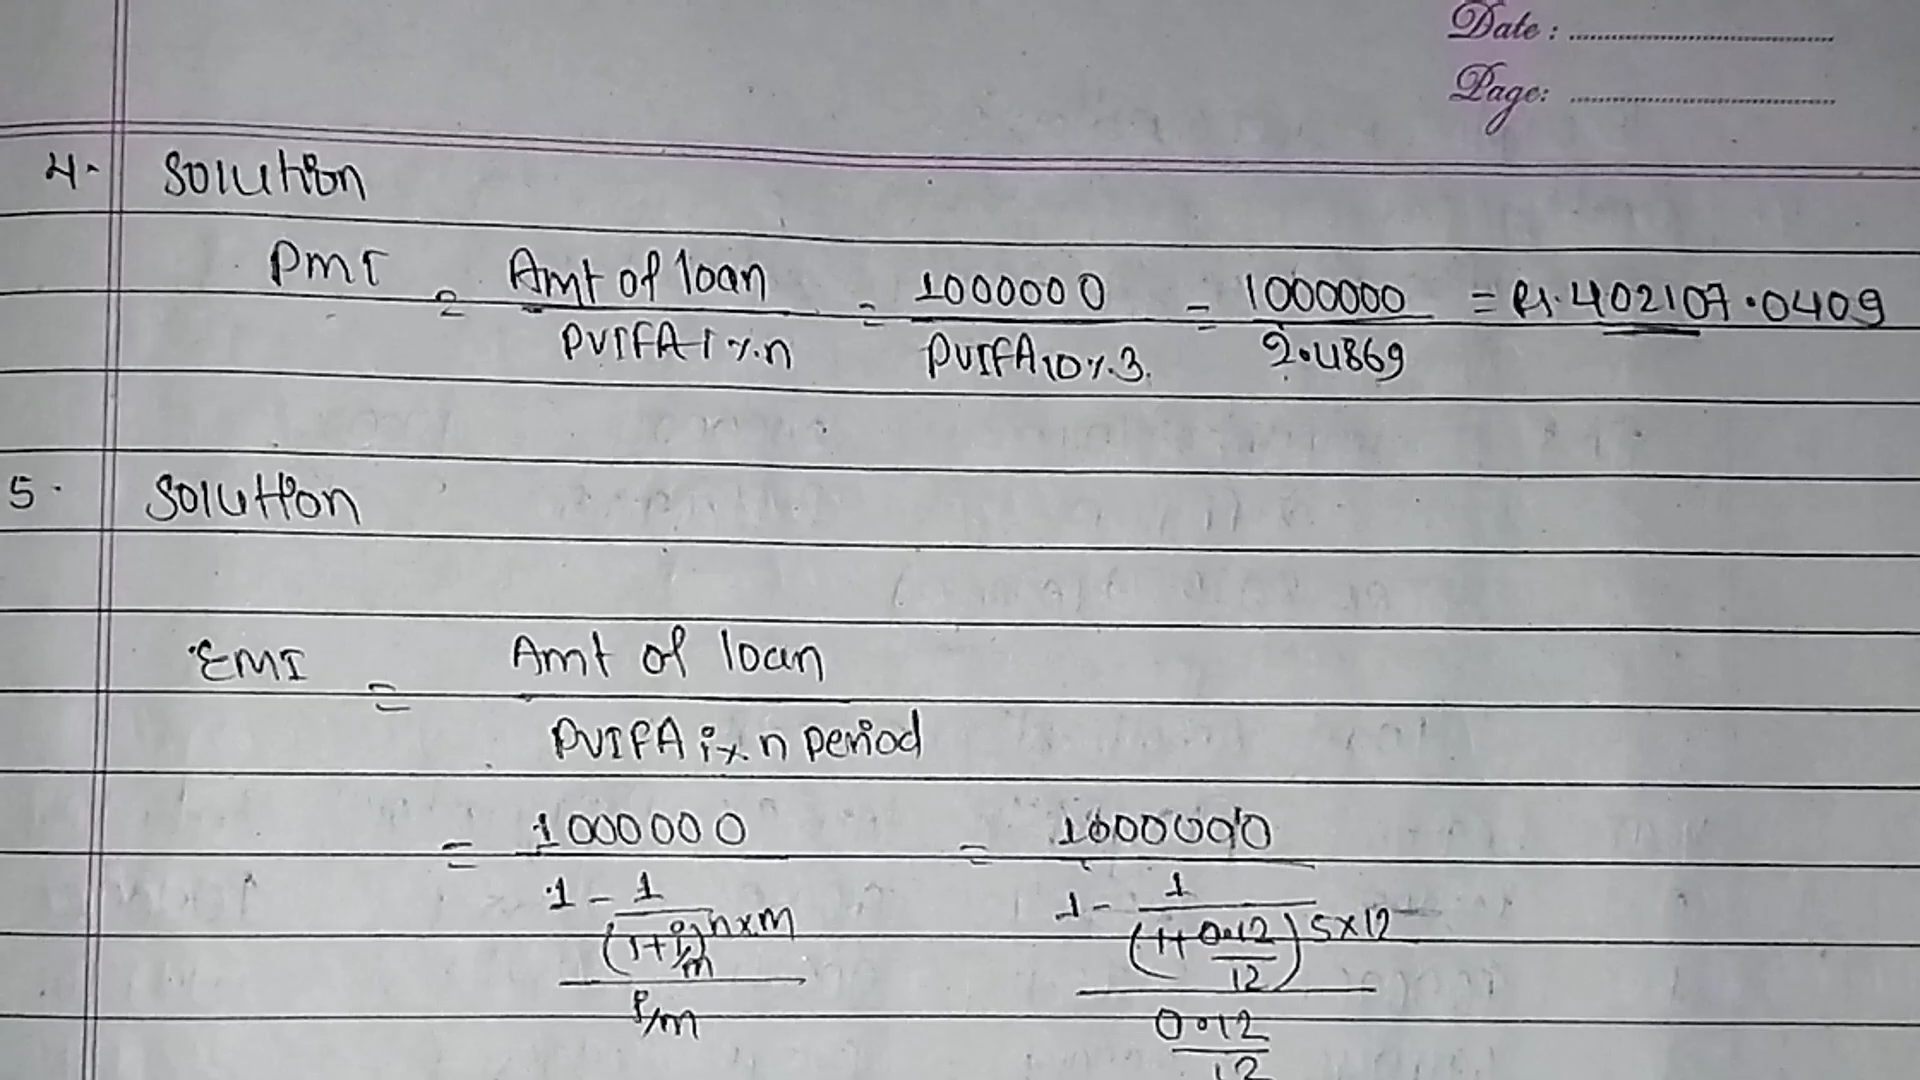 Date : ..........
Page: ..........
4. Solution
PMT = Amt of loan / PVIFA i%.n = 1000000 / PVIFA 10%.3. = 1000000 / 2.4869 = Rs.402107.0409
5. Solution
EMI = Amt of loan / PVIFA i%.n period
= 1000000 / 1 - 1 / (1+i/m)n×m / i/m = 1000000 / 1 - 1 / (1+0.12/12)5×12 / 0.12/12